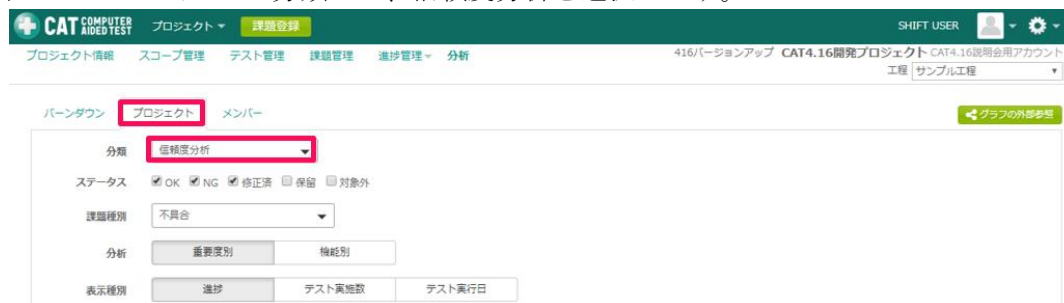 CAT COMPUTER AIDED TEST プロジェクト 課題登録 SHIFT USER
プロジェクト情報 スコープ管理 テスト管理 課題管理 進捗管理 分析 416バージョンアップ CAT4.16開発プロジェクト CAT4.16説明会用アカウント
工程 サンプル工程
バーンダウン プロジェクト メンバー グラフの外部参照
分類 信頼度分析
ステータス OK NG 修正済 保留 対象外
課題種別 不具合
分析 重要度別 機能別
表示種別 進捗 テスト実施数 テスト実行日